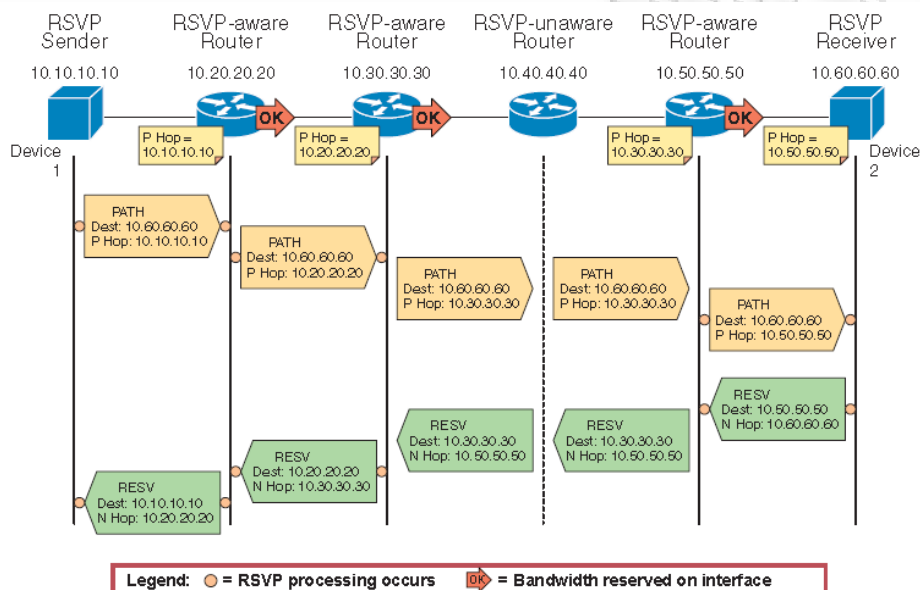 RSVP
Sender
10.10.10.10
RSVP-aware
Router
10.20.20.20
RSVP-aware
Router
10.30.30.30
RSVP-unaware
Router
10.40.40.40
RSVP-aware
Router
10.50.50.50
RSVP
Receiver
10.60.60.60
OK
OK
OK
Device
1
P Hop =
10.10.10.10
P Hop =
10.20.20.20
P Hop =
10.30.30.30
P Hop =
10.50.50.50
Device
2
PATH
Dest: 10.60.60.60
P Hop: 10.10.10.10
PATH
Dest: 10.60.60.60
P Hop: 10.20.20.20
PATH
Dest: 10.60.60.60
P Hop: 10.30.30.30
PATH
Dest: 10.60.60.60
P Hop: 10.30.30.30
PATH
Dest: 10.60.60.60
P Hop: 10.50.50.50
RESV
Dest: 10.50.50.50
N Hop: 10.60.60.60
RESV
Dest: 10.30.30.30
N Hop: 10.50.50.50
RESV
Dest: 10.30.30.30
N Hop: 10.50.50.50
RESV
Dest: 10.20.20.20
N Hop: 10.30.30.30
RESV
Dest: 10.10.10.10
N Hop: 10.20.20.20
Legend: = RSVP processing occurs OK = Bandwidth reserved on interface